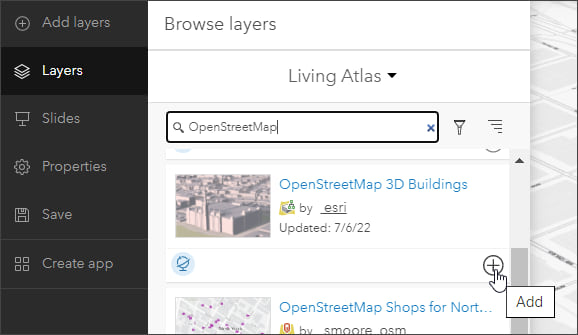 Add layers
Layers
Slides
Properties
Save
Create app
Browse layers
Living Atlas
OpenStreetMap
OpenStreetMap 3D Buildings
by _esri
Updated: 7/6/22
Add
OpenStreetMap Shops for Nort...
by smoore_osm